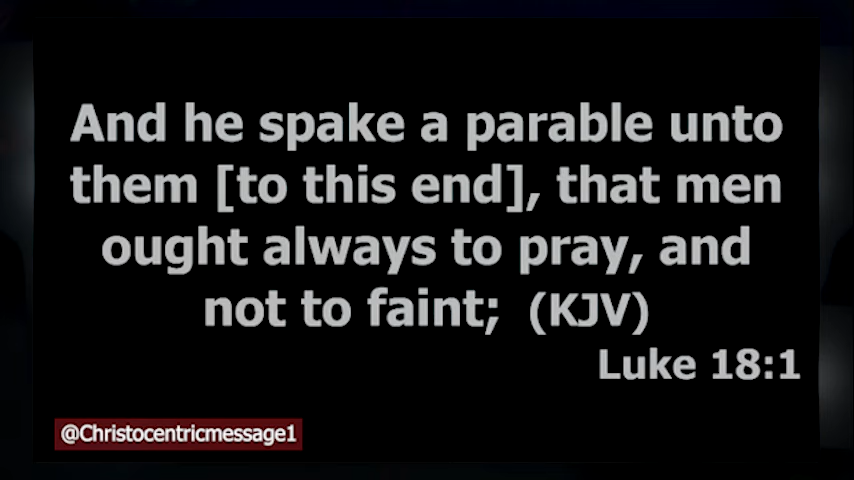 And he spake a parable unto
them [to this end], that men
ought always to pray, and
not to faint; (KJV)
Luke 18:1
@Christocentricmessage1